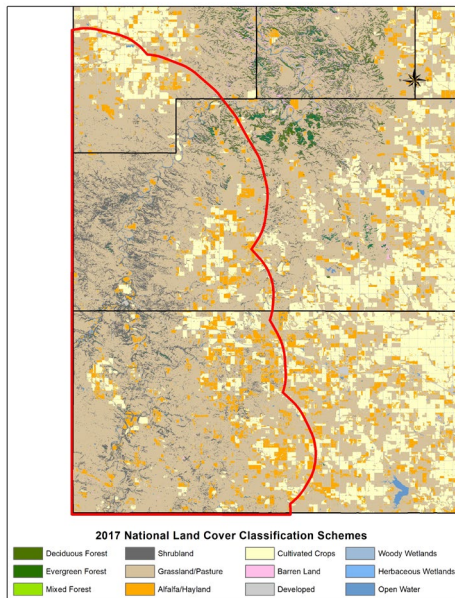 2017 National Land Cover Classification Schemes
Deciduous Forest
Shrubland
Cultivated Crops
Woody Wetlands
Evergreen Forest
Grassland/Pasture
Barren Land
Herbaceous Wetlands
Mixed Forest
Alfalfa/Hayland
Developed
Open Water